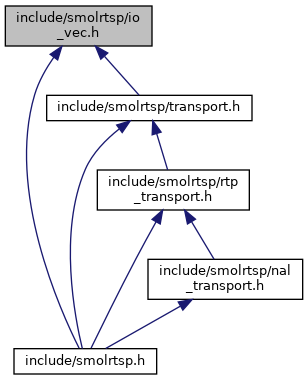 include/smolrtsp/io
_vec.h
include/smolrtsp/transport.h
include/smolrtsp/rtp
_transport.h
include/smolrtsp/nal
_transport.h
include/smolrtsp.h